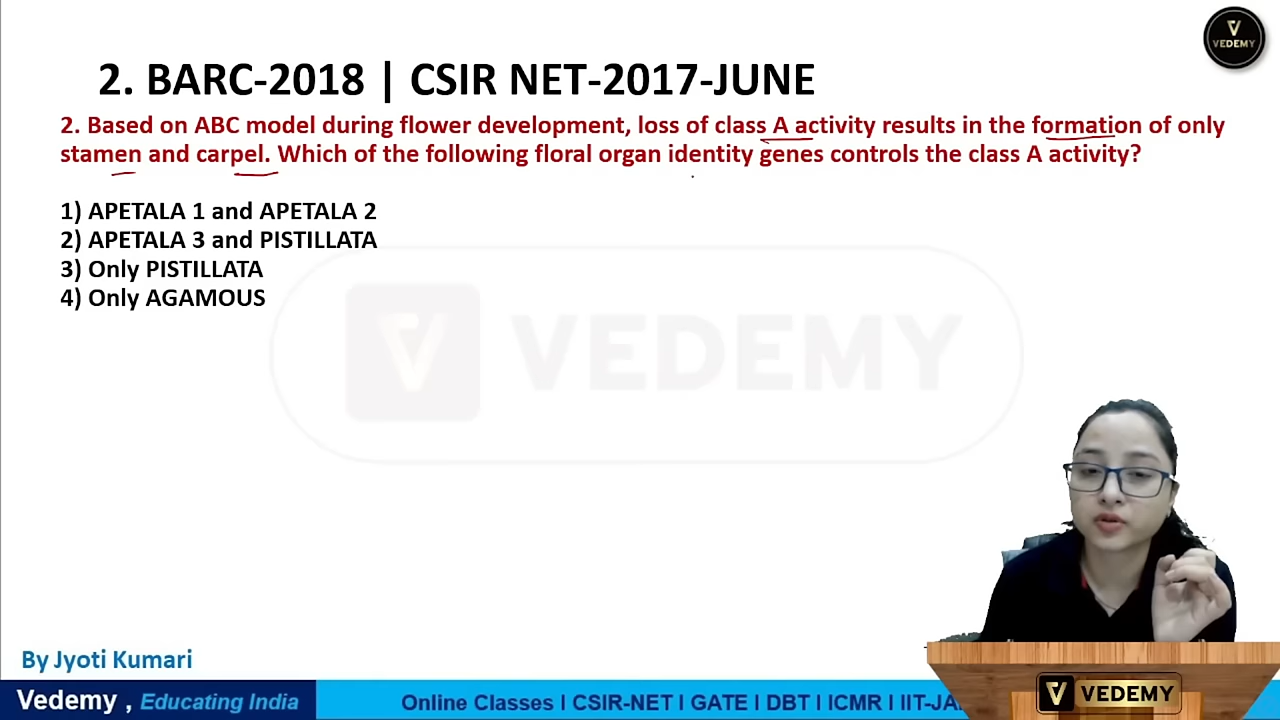 VEDEMY
2. BARC-2018 | CSIR NET-2017-JUNE
2. Based on ABC model during flower development, loss of class A activity results in the formation of only
stamen and carpel. Which of the following floral organ identity genes controls the class A activity?
1) APETALA 1 and APETALA 2
2) APETALA 3 and PISTILLATA
3) Only PISTILLATA
4) Only AGAMOUS
VEDEMY
By Jyoti Kumari
Vedemy , Educating India
Online Classes I CSIR-NET I GATE I DBT I ICMR I IIT-JA
VEDEMY